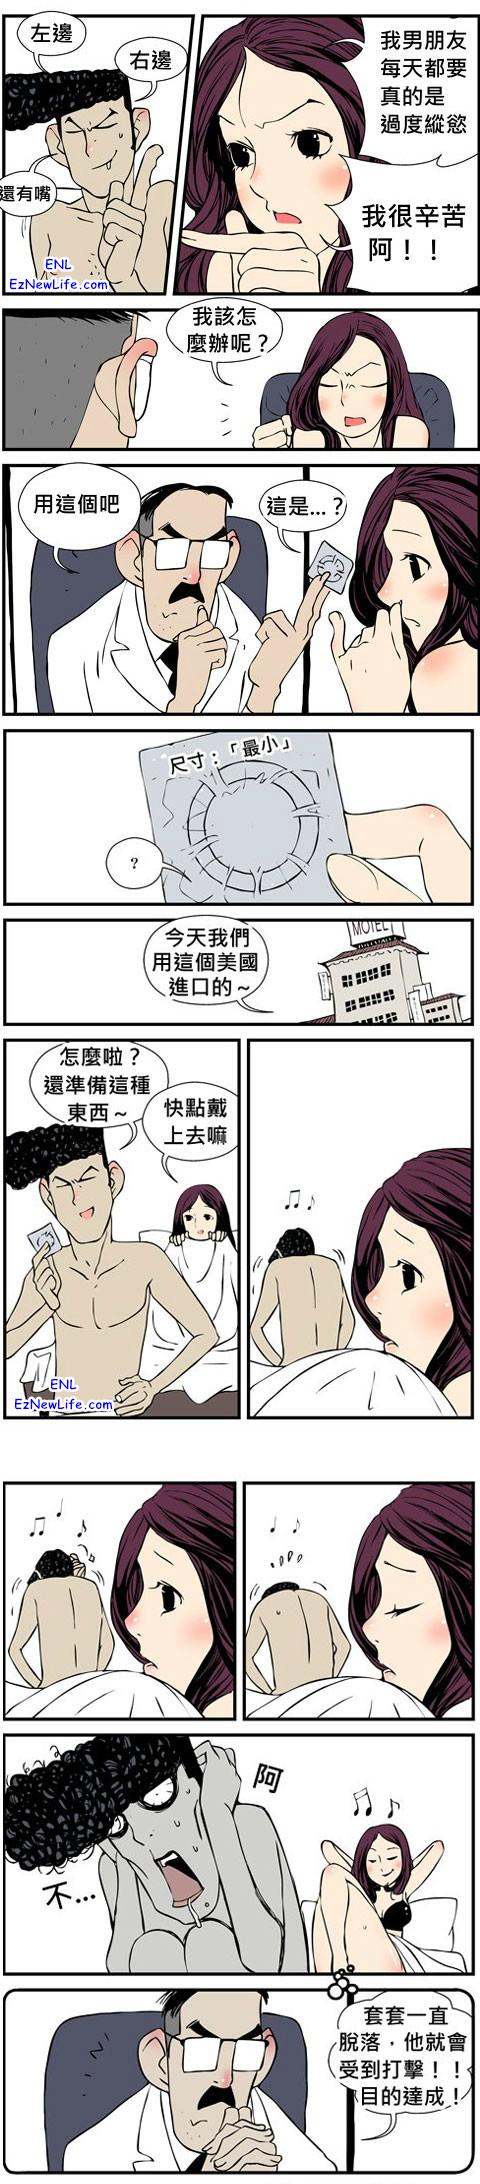 左邊
右邊
還有嘴
ENL
EzNewLife.com
我男朋友
每天都要
真的是
過度縱慾
我很辛苦
阿！！
我該怎
麼辦呢？
用這個吧
這是...？
尺寸：「最小」
？
今天我們
用這個美國
進口的～
MOTEL
怎麼啦？
還準備這種
東西～
快點戴
上去嘛
ENL
EzNewLife.com
不...
阿
套套一直
脫落，他就會
受到打擊！！
目的達成！